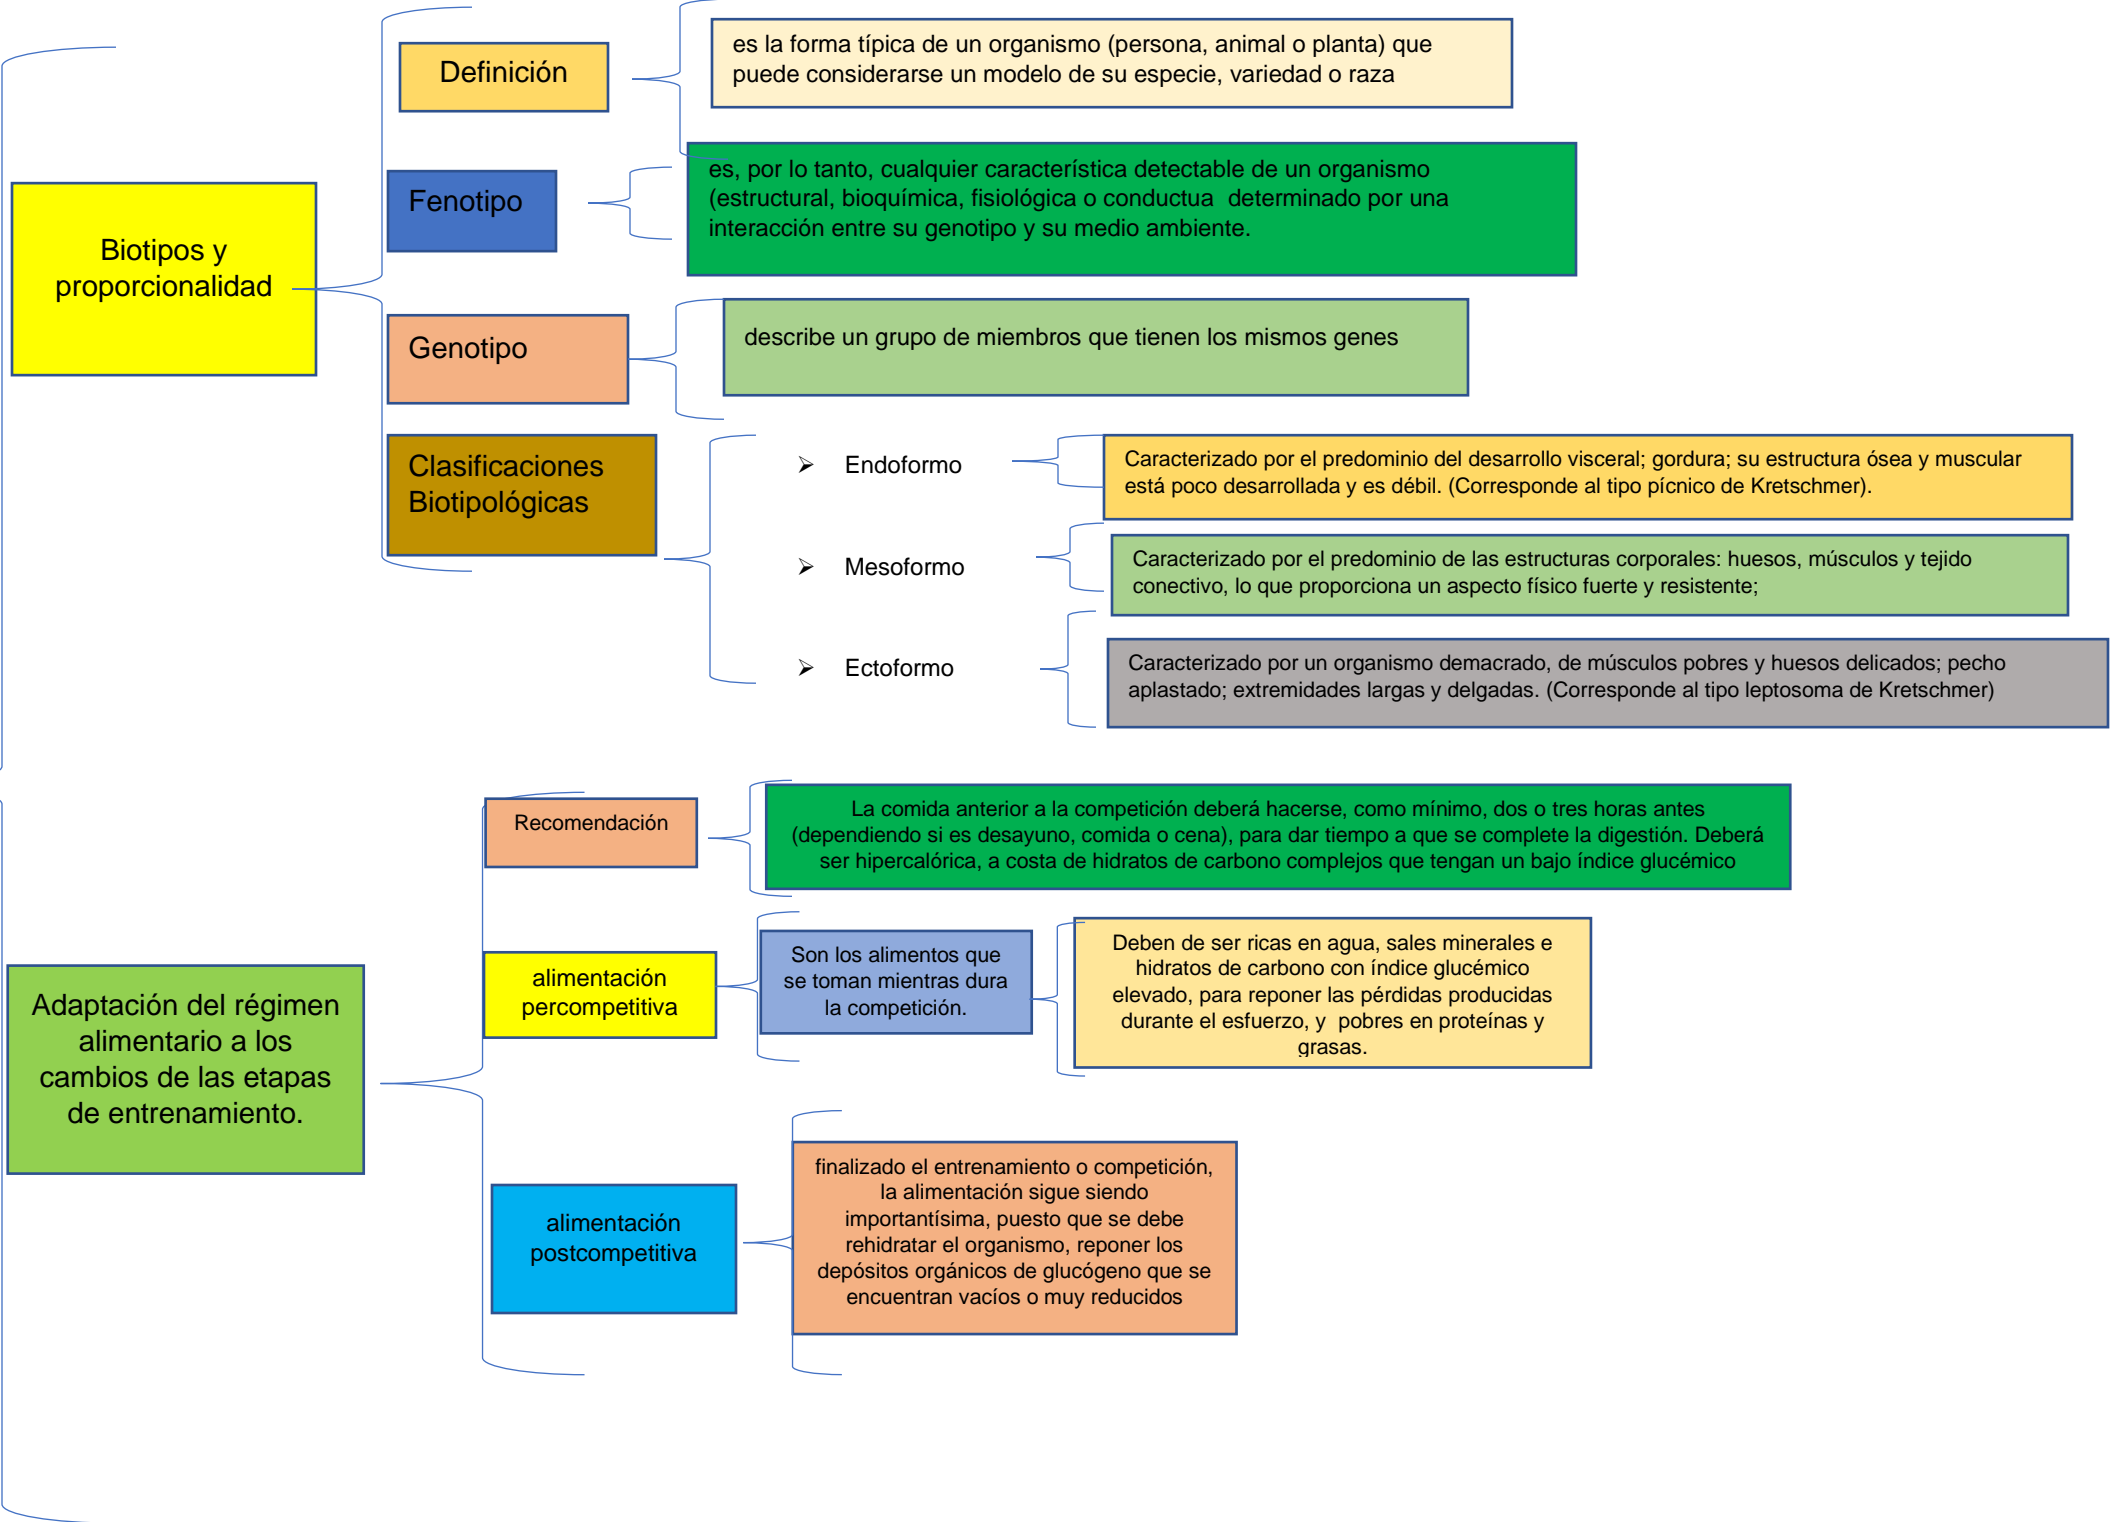 Biotipos y
proporcionalidad
Definición
es la forma típica de un organismo (persona, animal o planta) que
puede considerarse un modelo de su especie, variedad o raza
Fenotipo
es, por lo tanto, cualquier característica detectable de un organismo
(estructural, bioquímica, fisiológica o conductua  determinado por una
interacción entre su genotipo y su medio ambiente.
Genotipo
describe un grupo de miembros que tienen los mismos genes
Clasificaciones
Biotipológicas
➢ Endoformo
Caracterizado por el predominio del desarrollo visceral; gordura; su estructura ósea y muscular
está poco desarrollada y es débil. (Corresponde al tipo pícnico de Kretschmer).
➢ Mesoformo
Caracterizado por el predominio de las estructuras corporales: huesos, músculos y tejido
conectivo, lo que proporciona un aspecto físico fuerte y resistente;
➢ Ectoformo
Caracterizado por un organismo demacrado, de músculos pobres y huesos delicados; pecho
aplastado; extremidades largas y delgadas. (Corresponde al tipo leptosoma de Kretschmer)
Adaptación del régimen
alimentario a los
cambios de las etapas
de entrenamiento.
Recomendación
La comida anterior a la competición deberá hacerse, como mínimo, dos o tres horas antes
(dependiendo si es desayuno, comida o cena), para dar tiempo a que se complete la digestión. Deberá
ser hipercalórica, a costa de hidratos de carbono complejos que tengan un bajo índice glucémico
alimentación
percompetitiva
Son los alimentos que
se toman mientras dura
la competición.
Deben de ser ricas en agua, sales minerales e
hidratos de carbono con índice glucémico
elevado, para reponer las pérdidas producidas
durante el esfuerzo, y  pobres en proteínas y
grasas.
alimentación
postcompetitiva
finalizado el entrenamiento o competición,
la alimentación sigue siendo
importantísima, puesto que se debe
rehidratar el organismo, reponer los
depósitos orgánicos de glucógeno que se
encuentran vacíos o muy reducidos